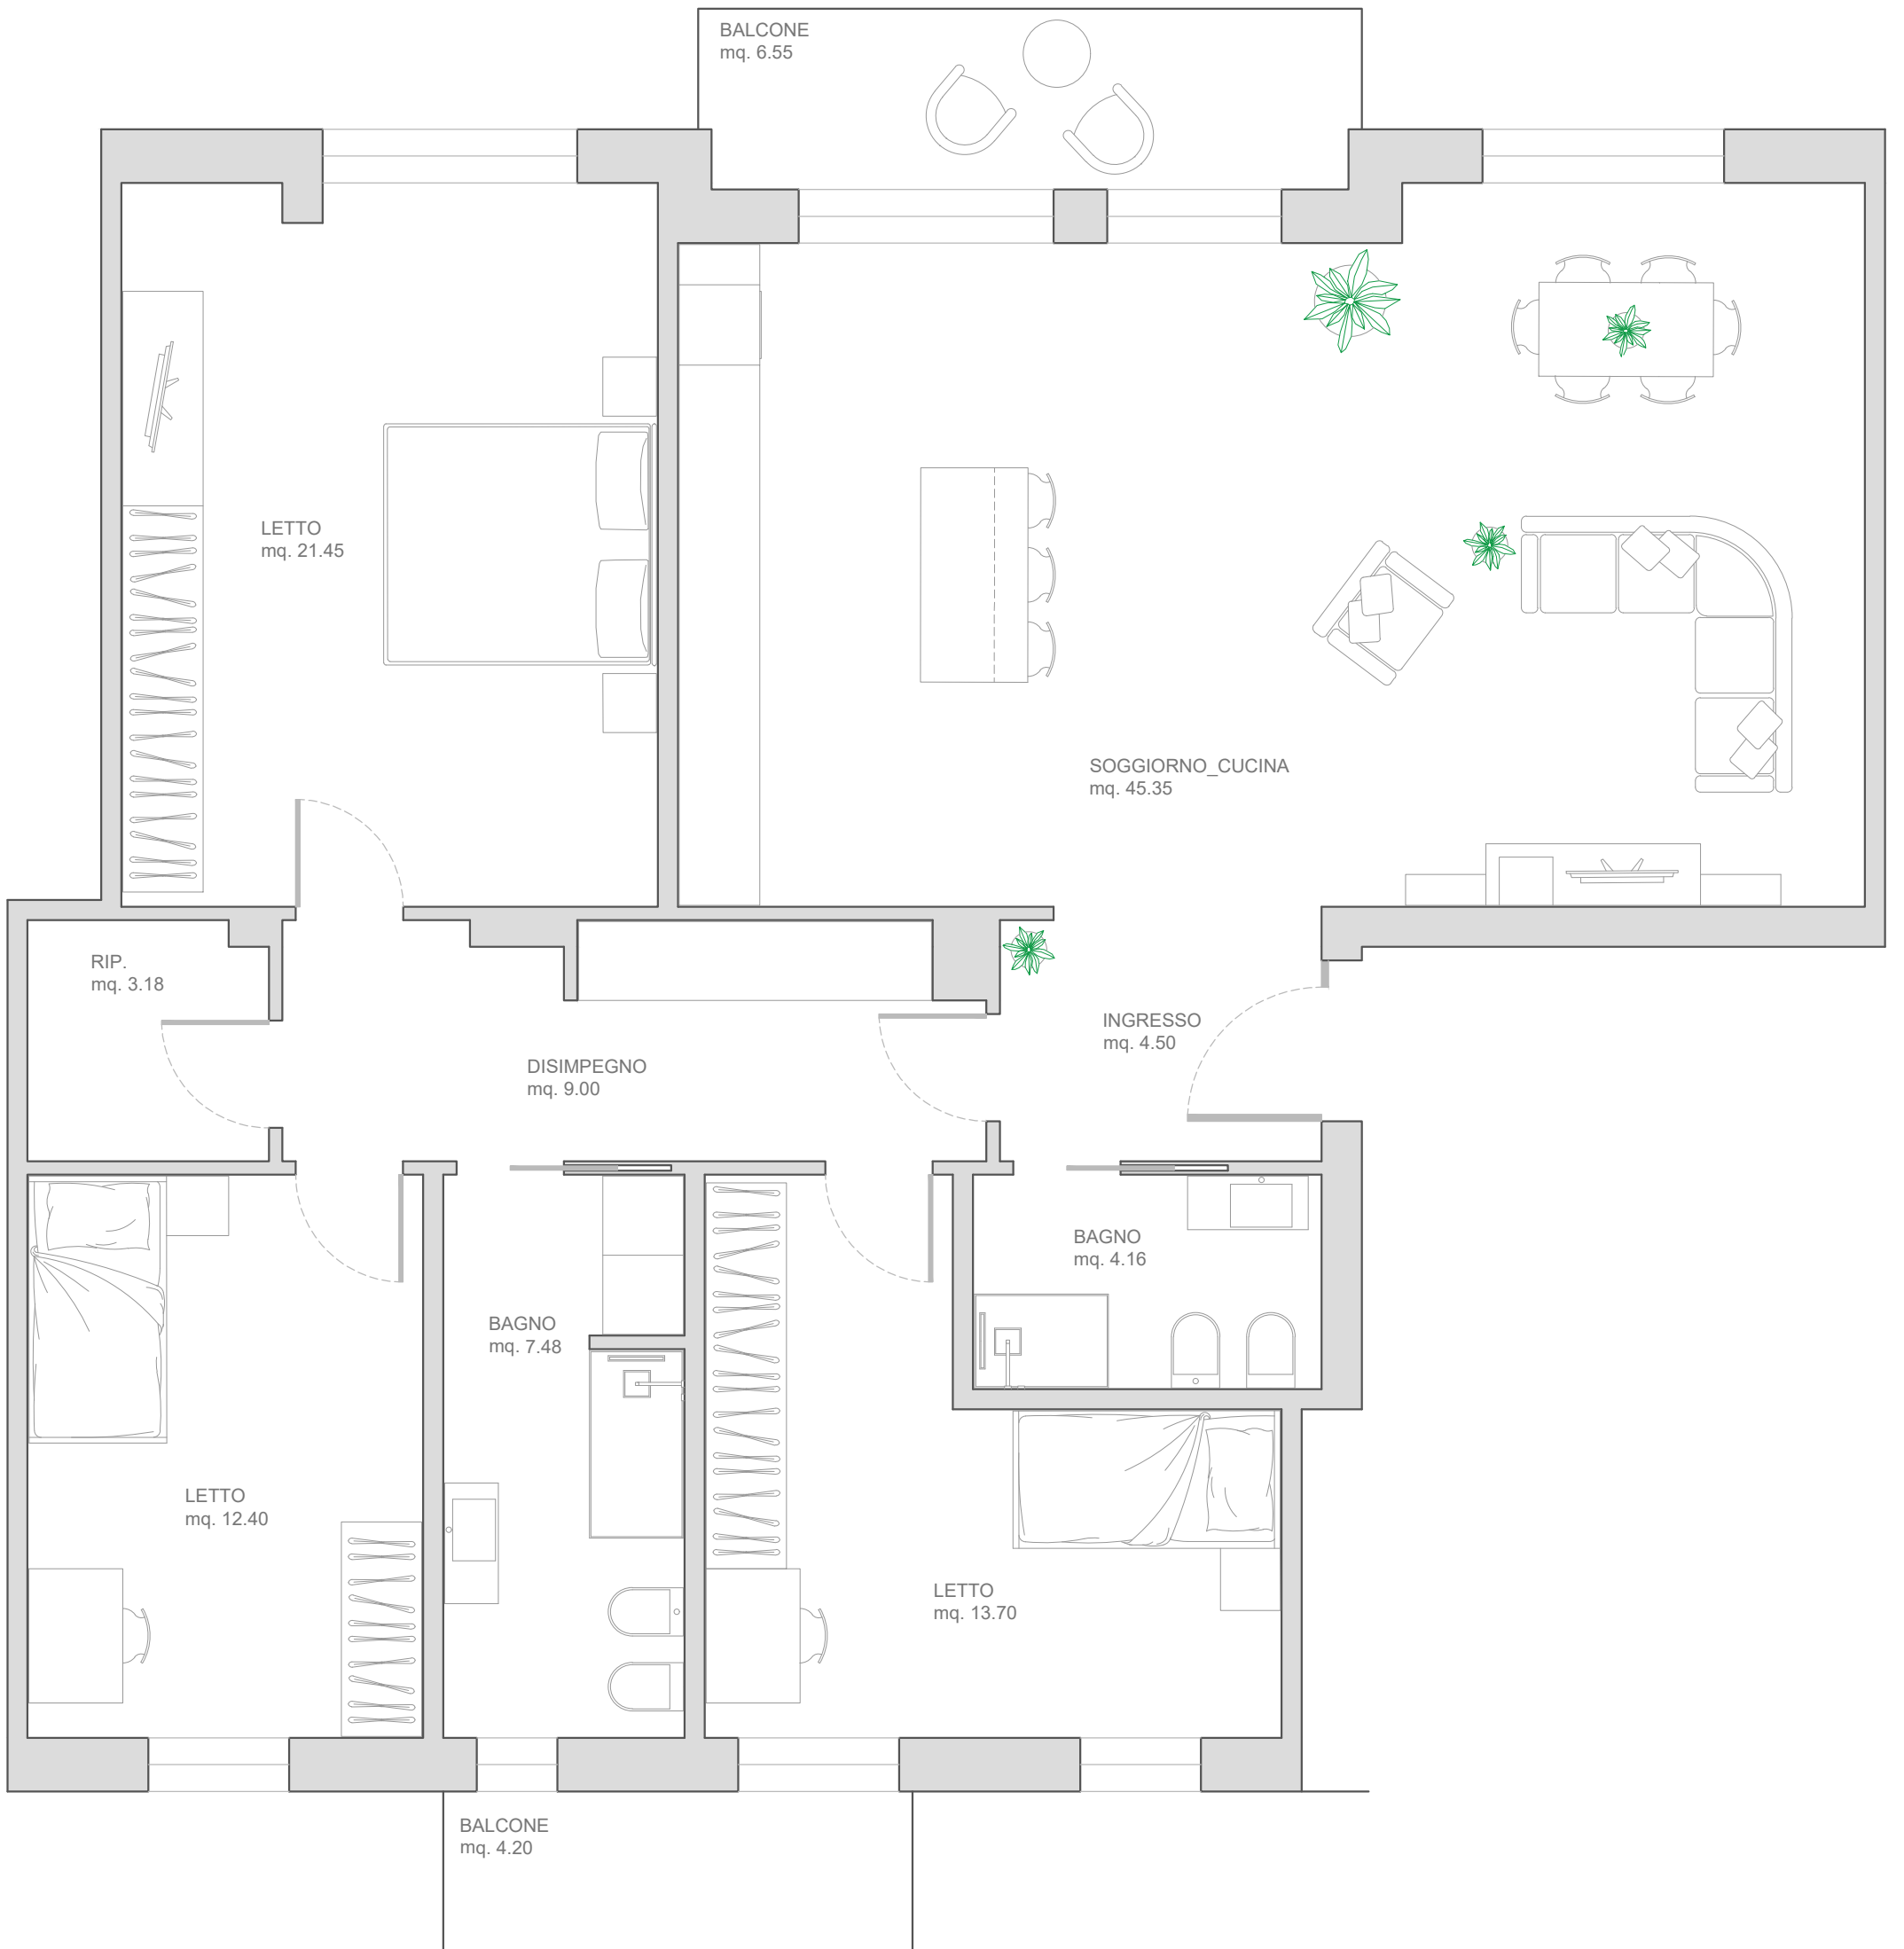 BALCONE
mq. 6.55
LETTO
mq. 21.45
SOGGIORNO_CUCINA
mq. 45.35
RIP.
mq. 3.18
INGRESSO
mq. 4.50
DISIMPEGNO
mq. 9.00
BAGNO
mq. 4.16
BAGNO
mq. 7.48
LETTO
mq. 12.40
LETTO
mq. 13.70
BALCONE
mq. 4.20